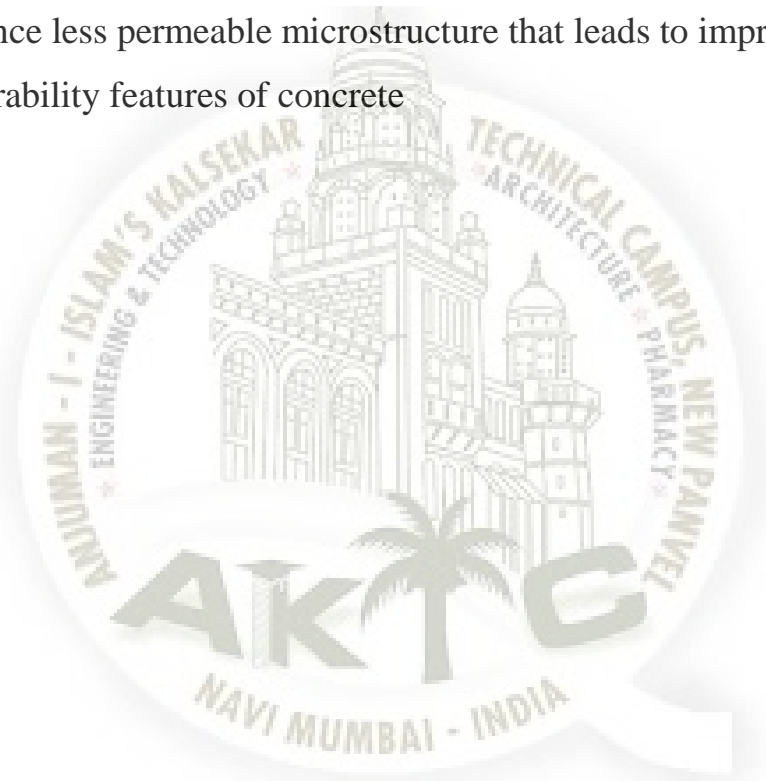 nce less permeable microstructure that leads to impr
rability features of concrete
ANJUMAN - I - ISLAM'S KALSEKAR TECHNICAL CAMPUS, NEW PANVEL
ENGINEERING & TECHNOLOGY * ARCHITECTURE * PHARMACY *
AKTC
NAVI MUMBAI - INDIA